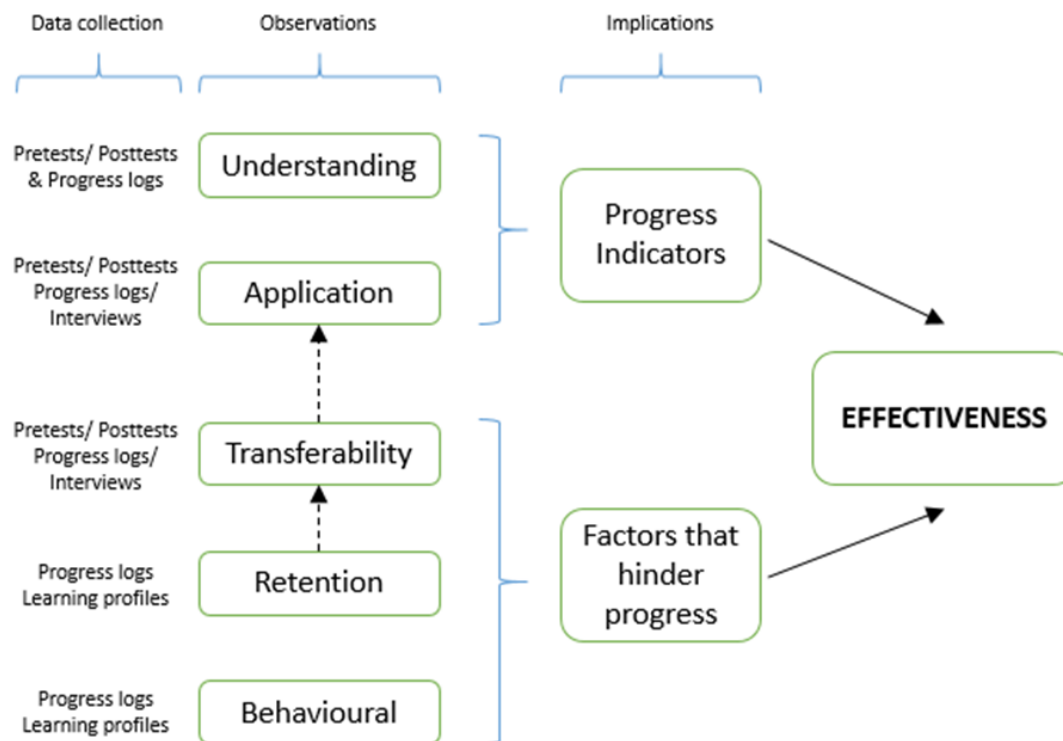 Data collection
Observations
Implications
Pretests/ Posttests
& Progress logs
Understanding
Progress
Indicators
Pretests/ Posttests
Progress logs/
Interviews
Application
EFFECTIVENESS
Pretests/ Posttests
Progress logs/
Interviews
Transferability
Factors that
hinder
progress
Progress logs
Learning profiles
Retention
Progress logs
Learning profiles
Behavioural